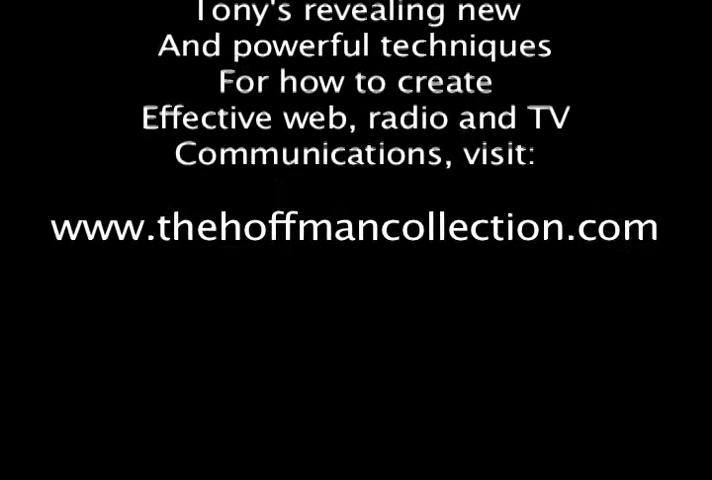 Tony's revealing new
And powerful techniques
For how to create
Effective web, radio and TV
Communications, visit:
www.thehoffmancollection.com